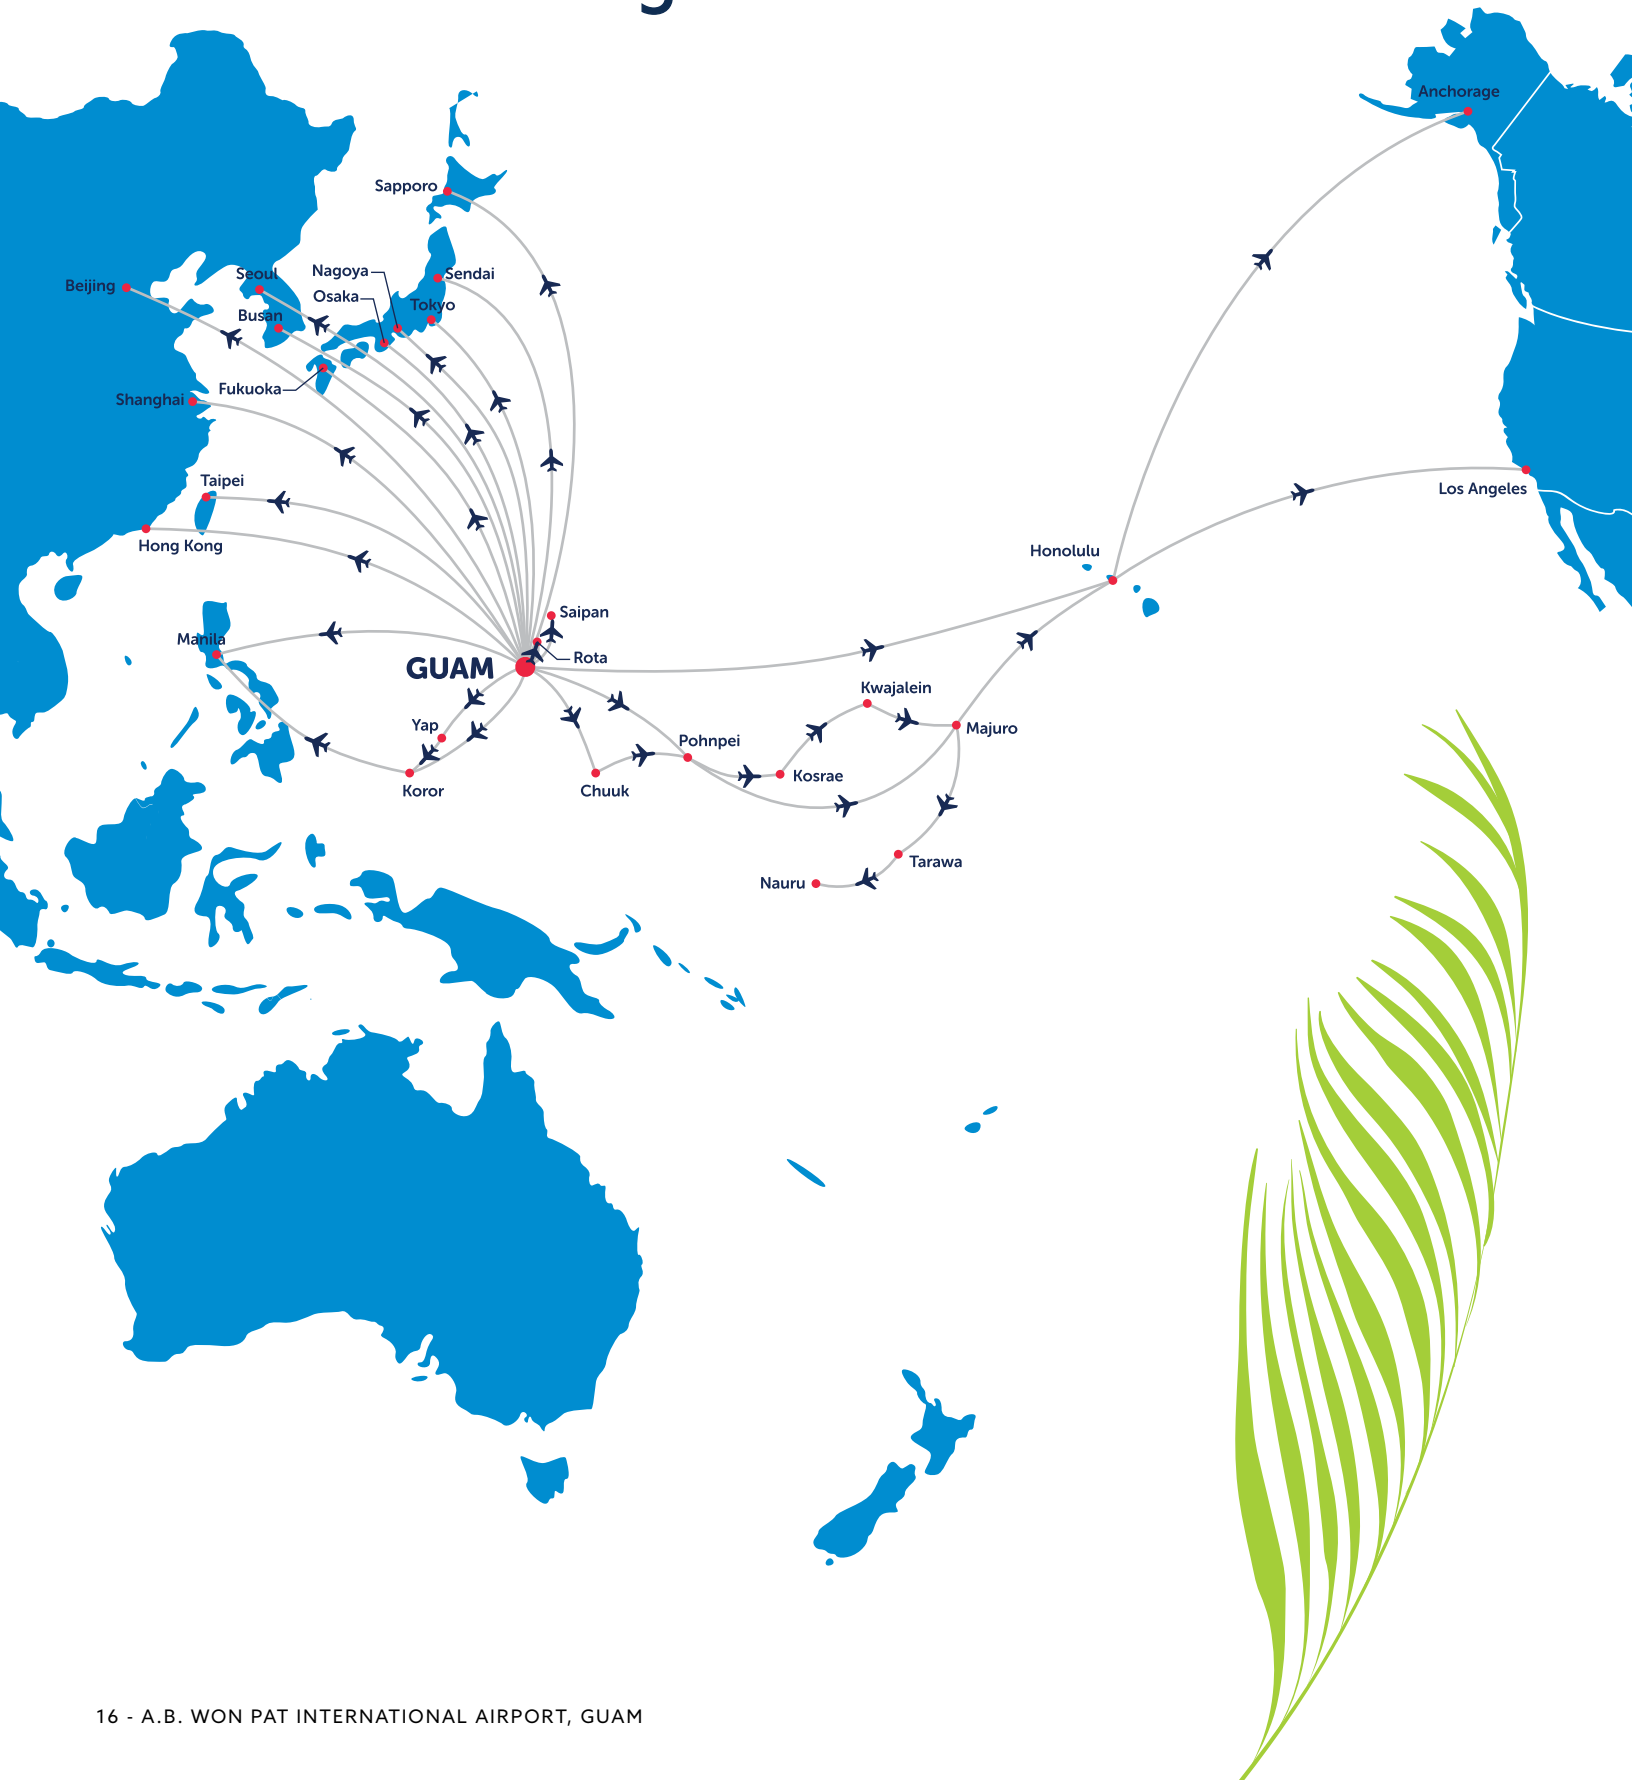 Anchorage
Sapporo
Nagoya
Sendai
Seoul
Beijing
Osaka
Tokyo
Busan
Fukuoka
Shanghai
Taipei
Los Angeles
Hong Kong
Honolulu
Saipan
Manila
Rota
GUAM
Kwajalein
Yap
Majuro
Pohnpei
Kosrae
Koror
Chuuk
Tarawa
Nauru
16 - A.B. WON PAT INTERNATIONAL AIRPORT, GUAM